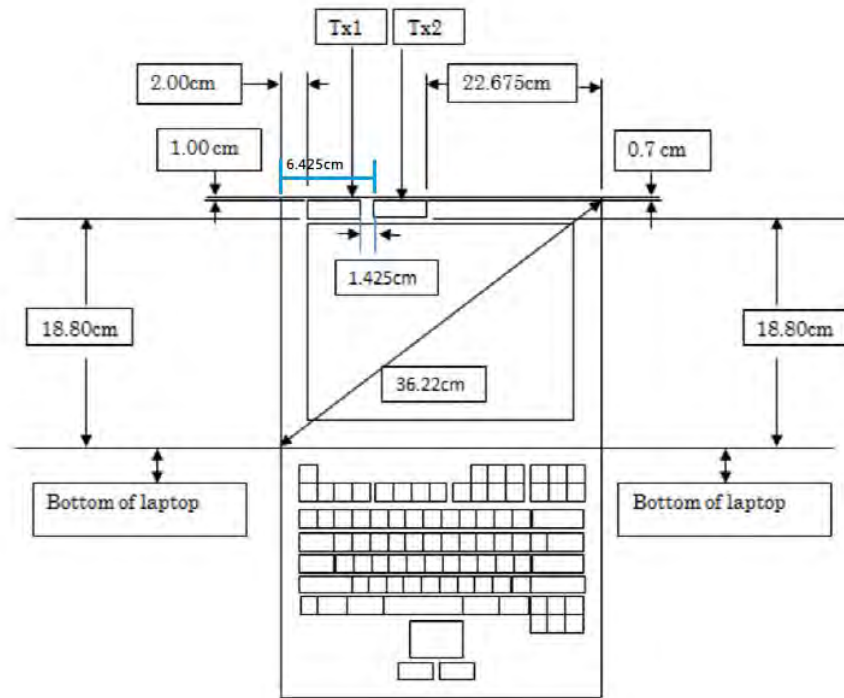 Tx1
Tx2
2.00cm
22.675cm
1.00 cm
6.425cm
0.7 cm
1.425cm
18.80cm
18.80cm
36.22cm
Bottom of laptop
Bottom of laptop